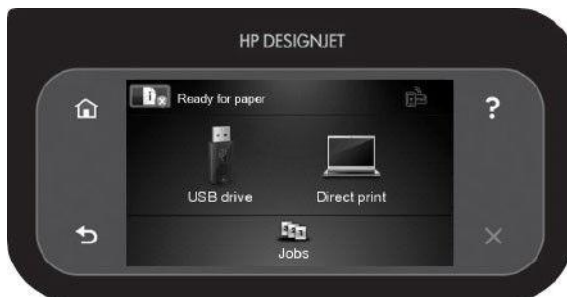 HP DESIGNJET
Ready for paper
?
USB drive
Direct print
Jobs